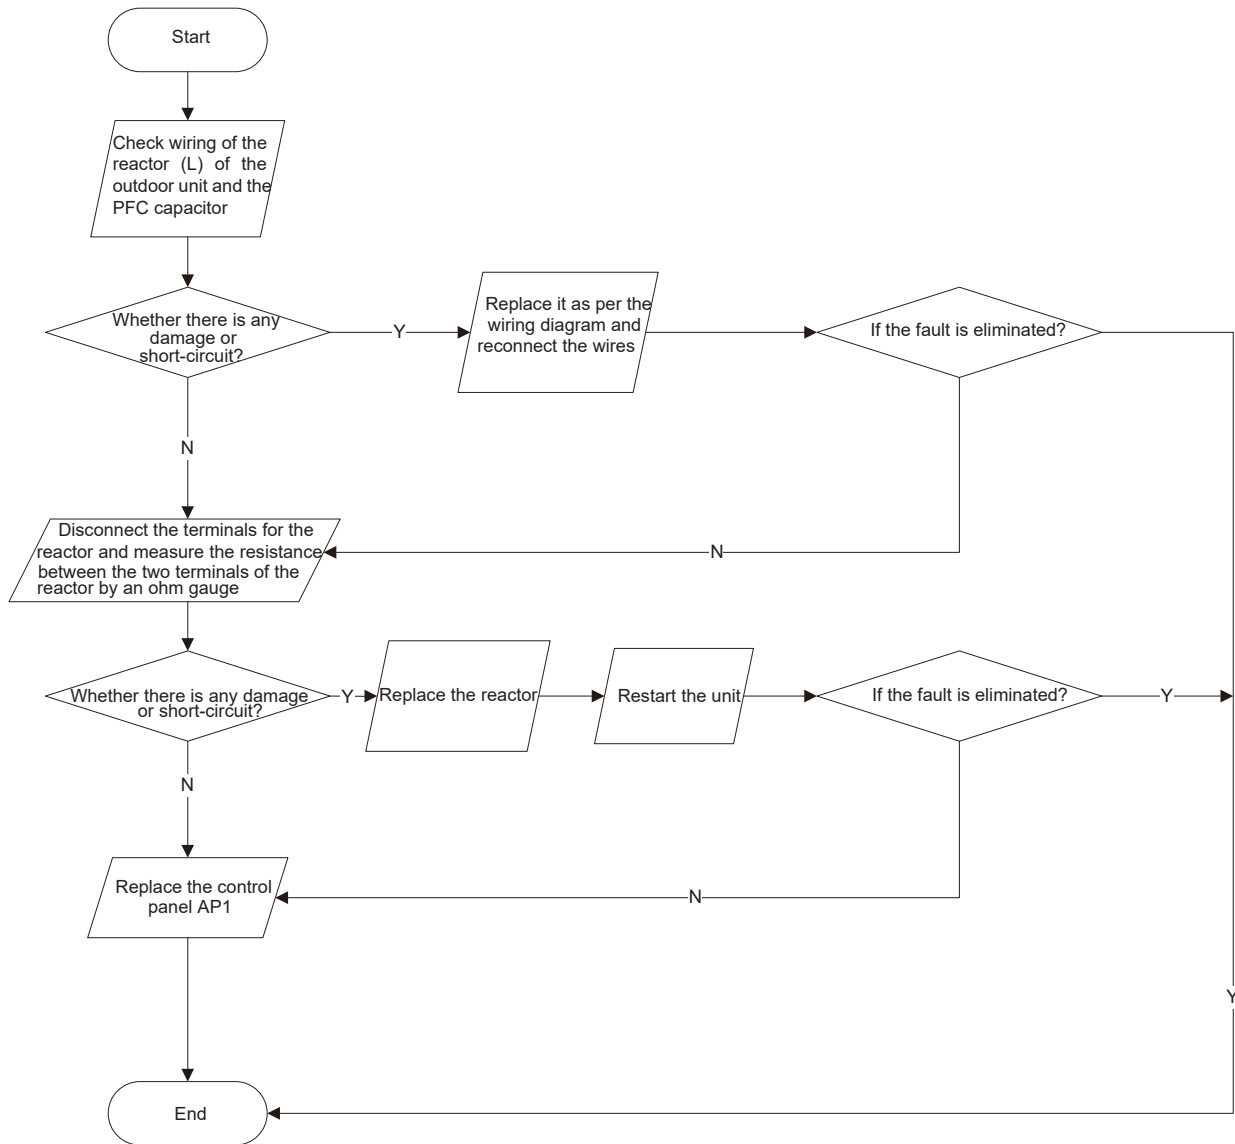 Start
Check wiring of the
reactor (L) of the
outdoor unit and the
PFC capacitor
Whether there is any
damage or
short-circuit?
Y
Replace it as per the
wiring diagram and
reconnect the wires
If the fault is eliminated?
N
Disconnect the terminals for the
reactor and measure the resistance
between the two terminals of the
reactor by an ohm gauge
N
Whether there is any damage
or short-circuit?
Y
Replace the reactor
Restart the unit
If the fault is eliminated?
Y
N
Replace the control
panel AP1
N
Y
End